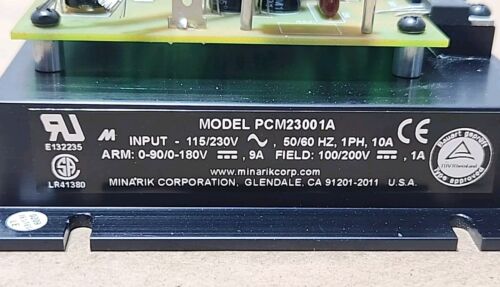 MODEL PCM23001A
E132235
INPUT - 115/230V ~, 50/60 HZ, 1PH, 10A
CE
ARM: 0-90/0-180V ⎓, 9A FIELD: 100/200V ⎓, 1A
LR41380
www.minarikcorp.com
MINARIK CORPORATION, GLENDALE, CA 91201-2011 U.S.A.
Bauart geprüft
TÜV Rheinland
Type approved